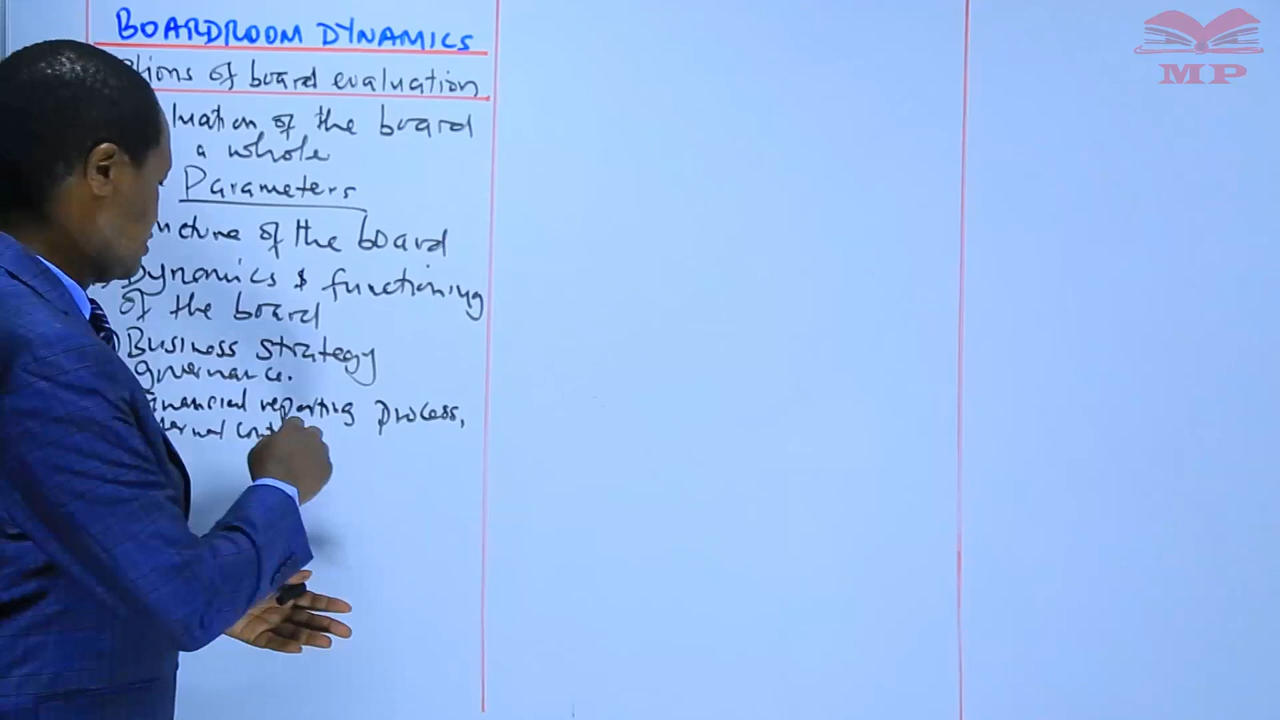 BOARDROOM DYNAMICS
of board evaluation
of the board
a whole
Parameters
of the board
Dynamics & functioning
of the board
Business strategy
governance.
reporting process,
MP